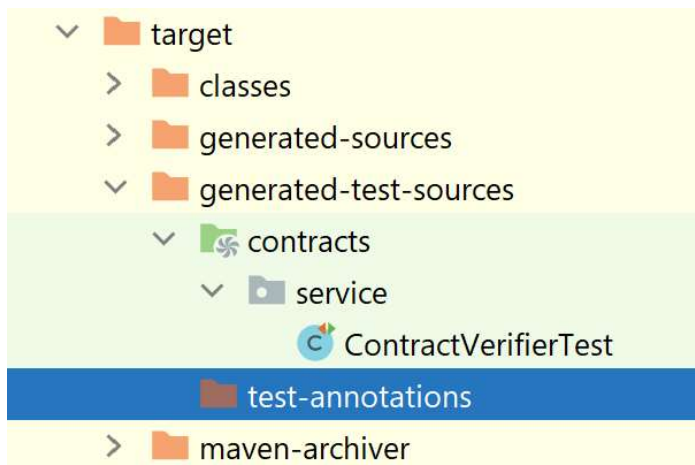 target
classes
generated-sources
generated-test-sources
contracts
service
C ContractVerifierTest
test-annotations
maven-archiver